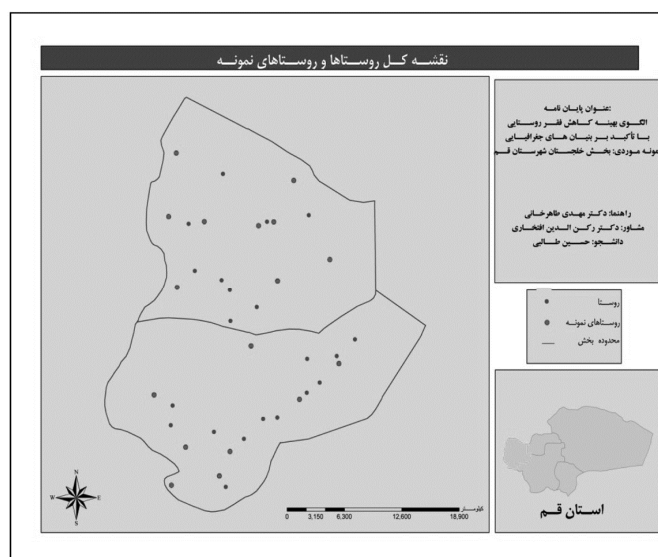 نقشه کل روستاها و روستاهای نمونه
عنوان پایان نامه:
الگوی بهینه کاهش فقر روستایی
با تأکید بر بنیان های جغرافیایی
مونه موردی: بخش خلجستان شهرستان قم
راهنما: دکتر مهدی طاهرخانی
مشاور: دکتر رکن الدین افتخاری
دانشجو: حسین طالبی
روستا
روستاهای نمونه
محدوده بخش
استان قم
N
W E
S
کیلومتر
0 3,150 6,300 12,600 18,900